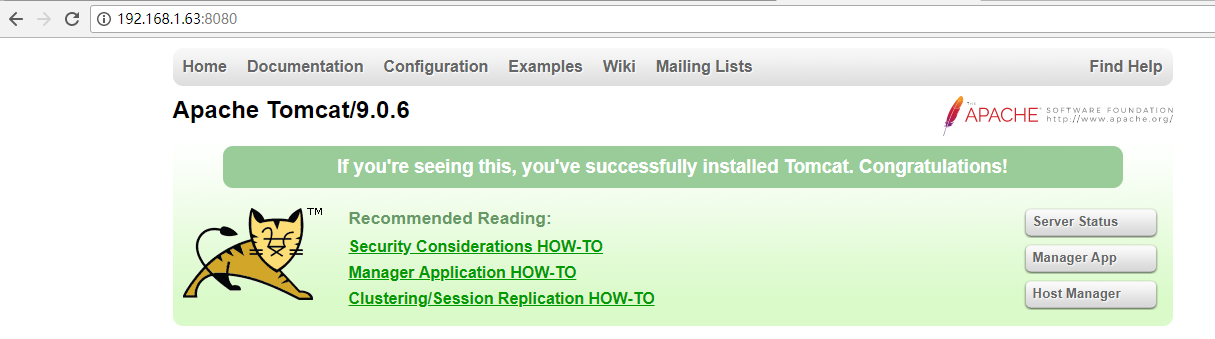 192.168.1.63:8080
Home Documentation Configuration Examples Wiki Mailing Lists Find Help
Apache Tomcat/9.0.6
THE
APACHE® SOFTWARE FOUNDATION
http://www.apache.org/
If you're seeing this, you've successfully installed Tomcat. Congratulations!
TM
Recommended Reading:
Security Considerations HOW-TO
Manager Application HOW-TO
Clustering/Session Replication HOW-TO
Server Status
Manager App
Host Manager